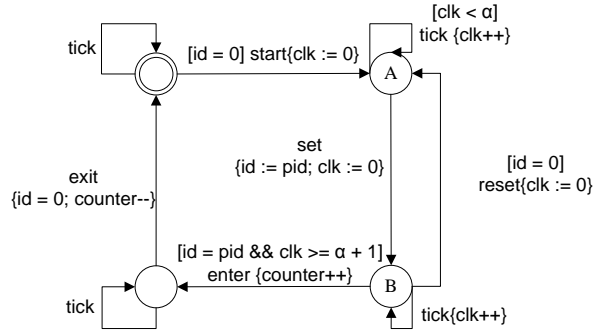 [clk < α]
tick {clk++}
tick
[id = 0] start{clk := 0}
A
set
{id := pid; clk := 0}
[id = 0]
reset{clk := 0}
exit
{id = 0; counter--}
[id = pid && clk >= α + 1]
enter {counter++}
B
tick
tick{clk++}